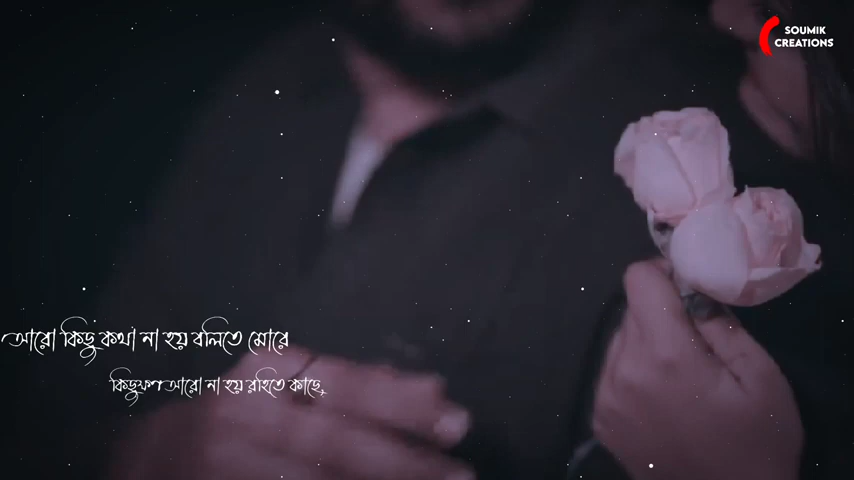 SOUMIK
CREATIONS
আরো কিছু কথা না হয় বলিতে মোরে
কিছুক্ষণ আরো না হয় রহিতে কাছে